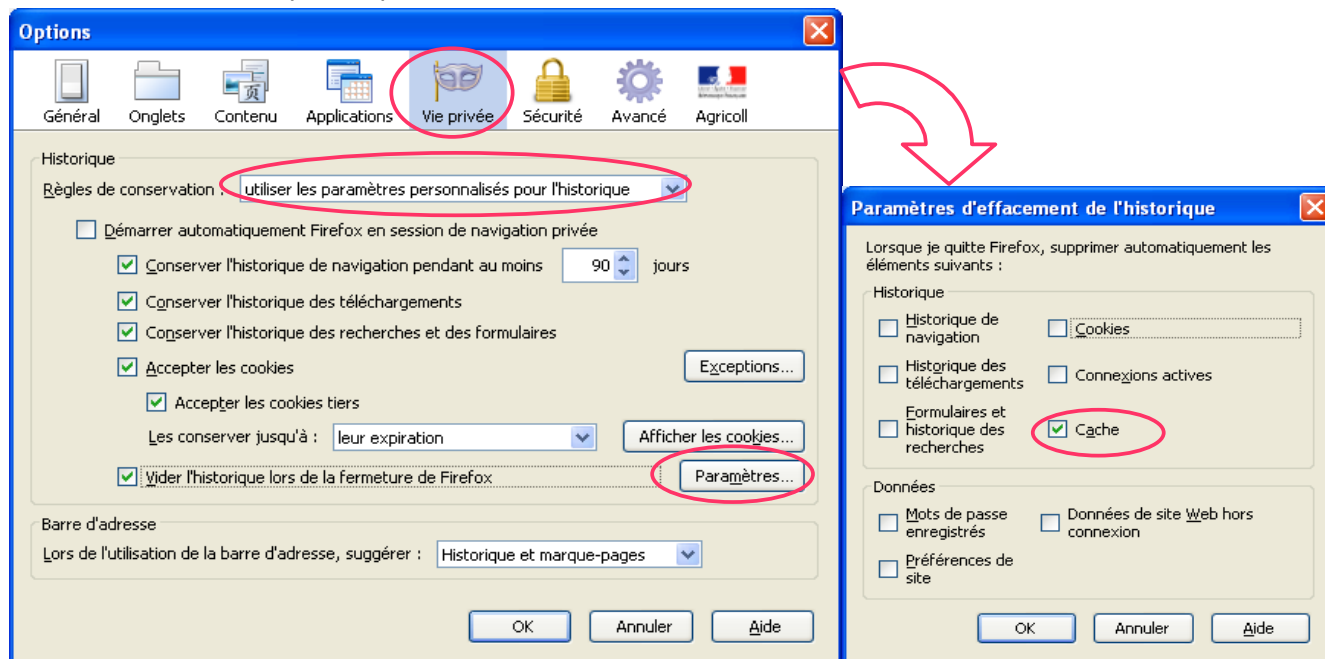 Options
Général Onglets Contenu Applications Vie privée Sécurité Avancé Agricoll
Historique
Règles de conservation : utiliser les paramètres personnalisés pour l'historique
Démarrer automatiquement Firefox en session de navigation privée
Conserver l'historique de navigation pendant au moins 90 jours
Conserver l'historique des téléchargements
Conserver l'historique des recherches et des formulaires
Accepter les cookies Exceptions...
Accepter les cookies tiers
Les conserver jusqu'à : leur expiration Afficher les cookies...
Vider l'historique lors de la fermeture de Firefox Paramètres...
Barre d'adresse
Lors de l'utilisation de la barre d'adresse, suggérer : Historique et marque-pages
OK Annuler Aide
Paramètres d'effacement de l'historique
Lorsque je quitte Firefox, supprimer automatiquement les
éléments suivants :
Historique
Historique de
navigation
Cookies
Historique des
téléchargements
Connexions actives
Formulaires et
historique des
recherches
Cache
Données
Mots de passe
enregistrés
Données de site Web hors
connexion
Préférences de
site
OK Annuler Aide